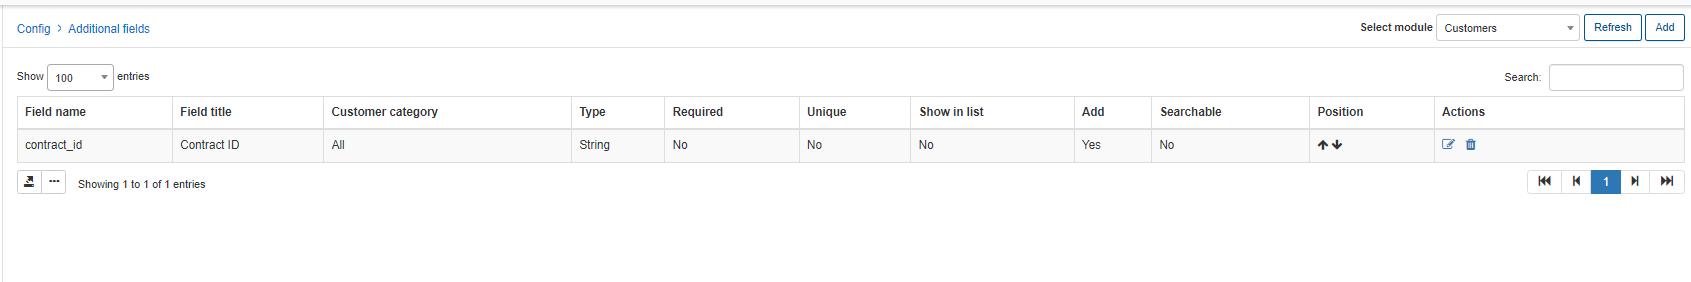 Config > Additional fields Select module Customers Refresh Add
Show 100 entries Search:
Field name Field title Customer category Type Required Unique Show in list Add Searchable Position Actions
contract_id Contract ID All String No No No Yes No
Showing 1 to 1 of 1 entries 1